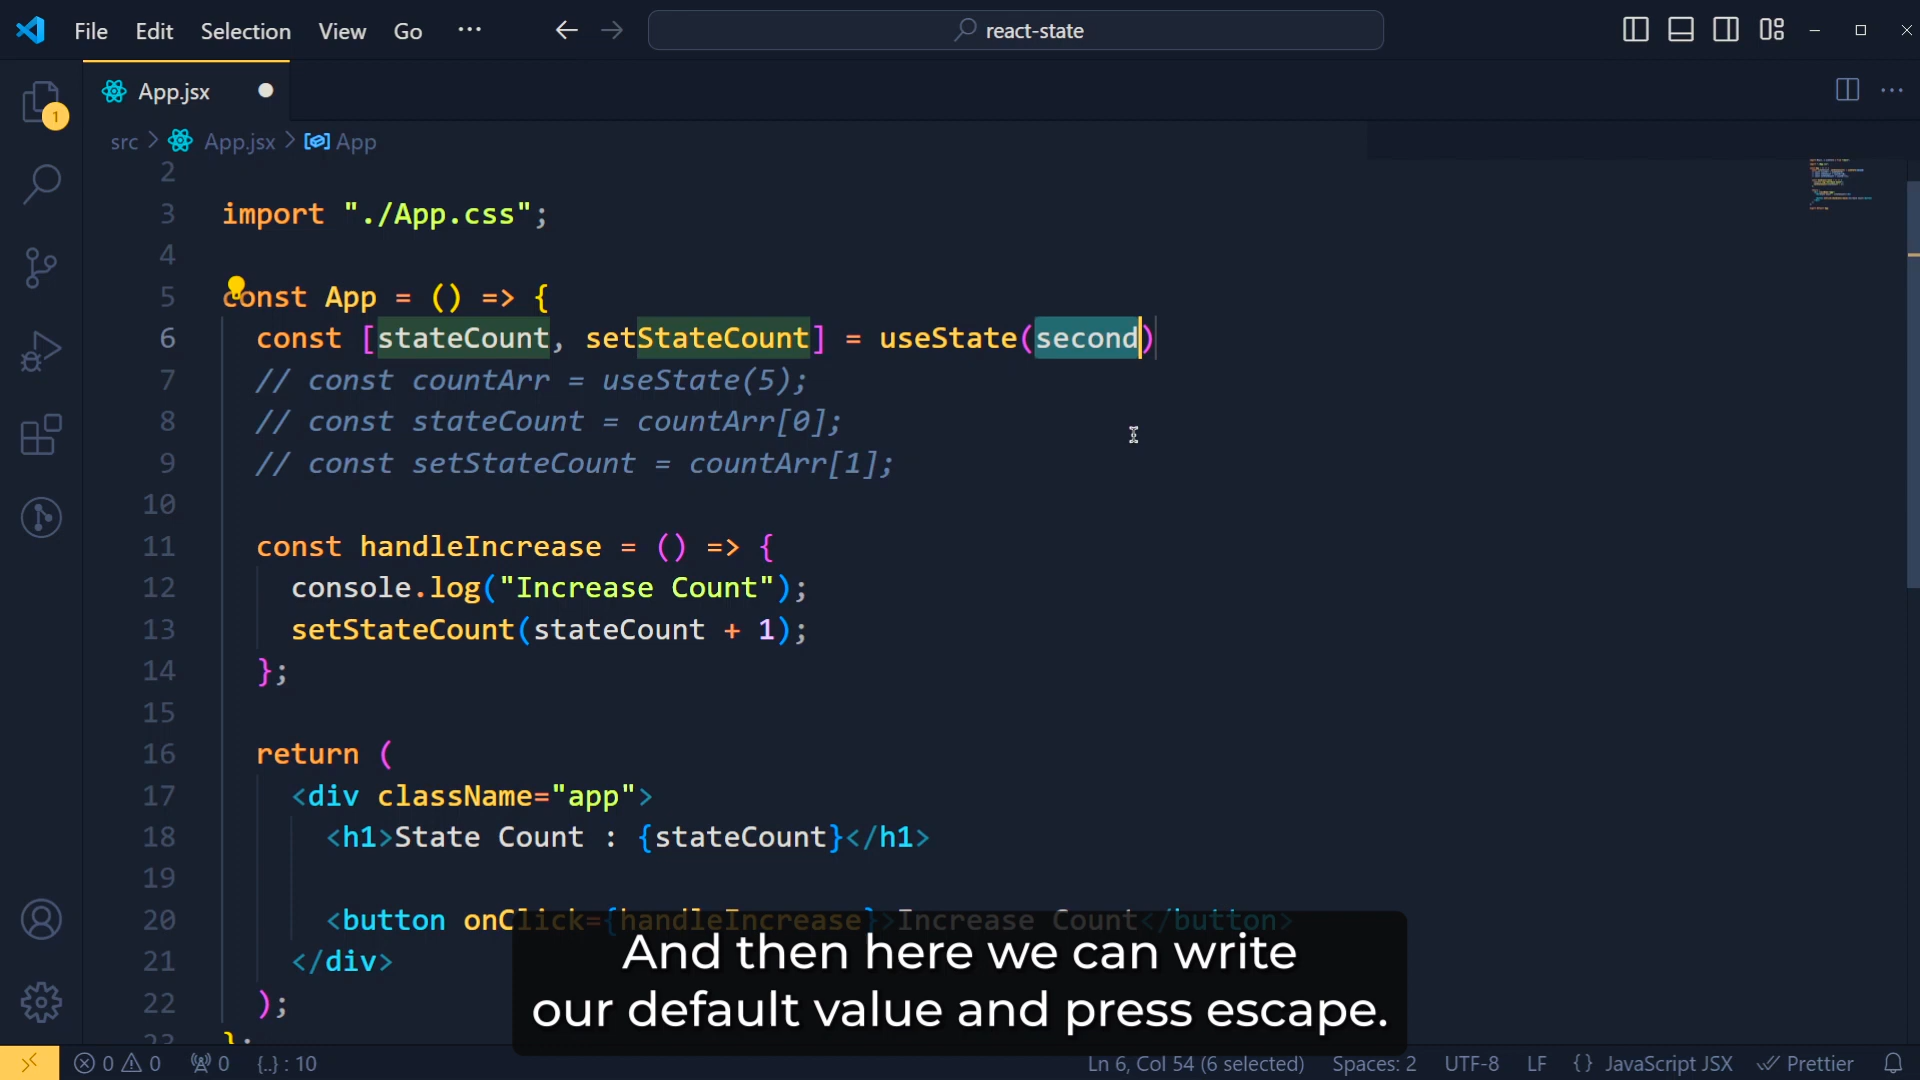 File Edit Selection View Go ··· react-state
1
App.jsx
src > App.jsx > App
2
3 import "./App.css";
4
5 const App = () => {
6 const [stateCount, setStateCount] = useState(second)
7 // const countArr = useState(5);
8 // const stateCount = countArr[0];
9 // const setStateCount = countArr[1];
10
11 const handleIncrease = () => {
12 console.log("Increase Count");
13 setStateCount(stateCount + 1);
14 };
15
16 return (
17 <div className="app">
18 <h1>State Count : {stateCount}</h1>
19
20 <button onClick={handleIncrease}>Increase Count</button>
21 </div>
22 );
23 };
And then here we can write
our default value and press escape.
0 0 0 {..} : 10 Ln 6, Col 54 (6 selected) Spaces: 2 UTF-8 LF {} JavaScript JSX Prettier